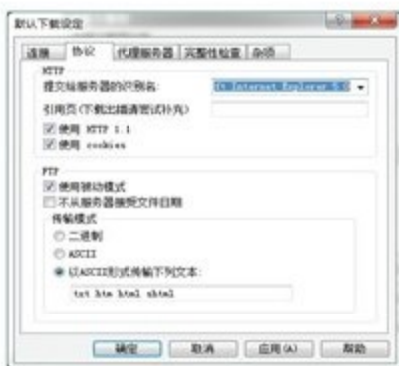 默认下载设定
连接 协议 代理服务器 完整性检查 杂项
HTTP
提交给服务器的识别名: ft Internet Explorer 5.0
引用页(下载出错请尝试补充)
使用 HTTP 1.1
使用 cookies
FTP
使用被动模式
不从服务器接受文件日期
传输模式
二进制
ASCII
以ASCII形式传输下列文本:
txt htm html shtml
确定 取消 应用(A) 帮助